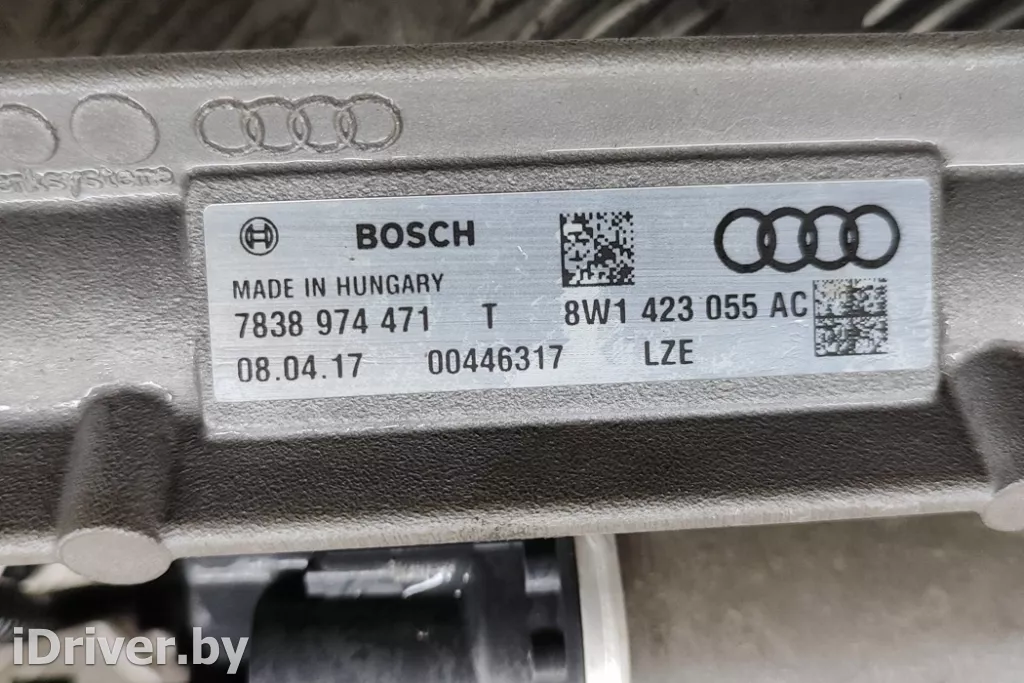 BOSCH
MADE IN HUNGARY
7838 974 471 T 8W1 423 055 AC
08.04.17 00446317 LZE
iDriver.by